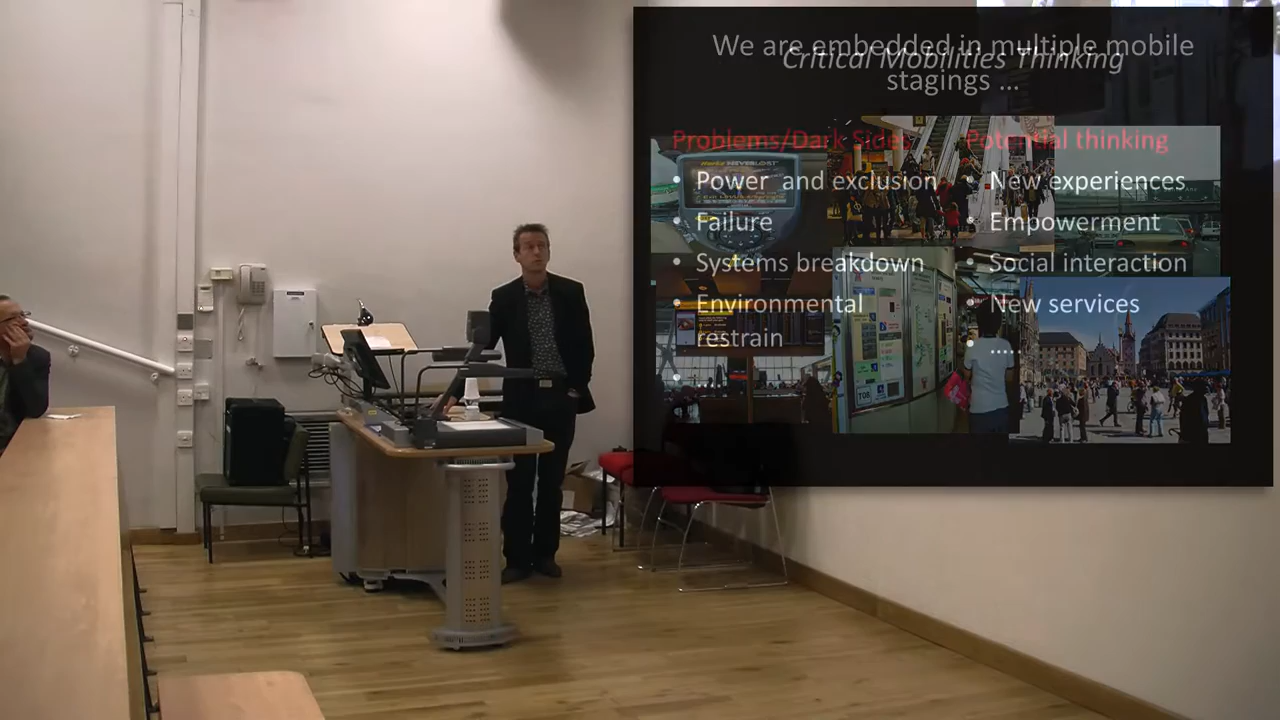 We are embedded in multiple mobile
stagings ...
Critical Mobilities Thinking
Problems/Dark Sides
• Power and exclusion
• Failure
• Systems breakdown
• Environmental
restrain
•
Potential thinking
• New experiences
• Empowerment
• Social interaction
• New services
• .....
NEVERLOST